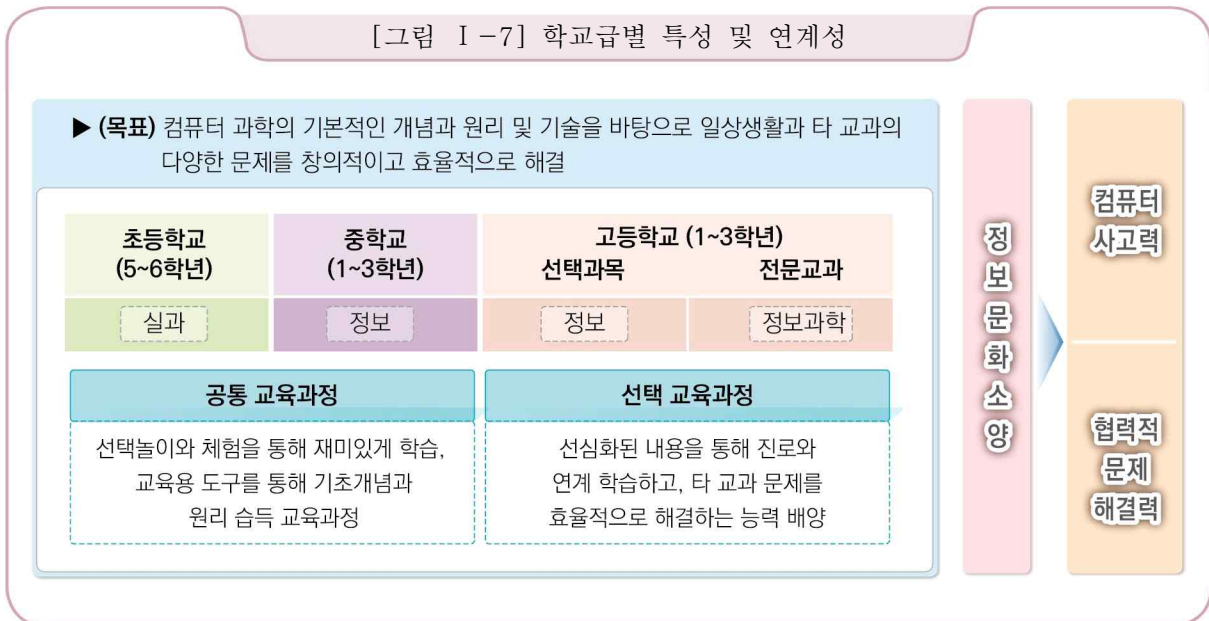 [그림 Ⅰ-7] 학교급별 특성 및 연계성
▶ (목표) 컴퓨터 과학의 기본적인 개념과 원리 및 기술을 바탕으로 일상생활과 타 교과의
다양한 문제를 창의적이고 효율적으로 해결
초등학교
(5~6학년)
중학교
(1~3학년)
고등학교 (1~3학년)
선택과목 전문교과
실과 정보 정보 정보과학
공통 교육과정
선택놀이와 체험을 통해 재미있게 학습,
교육용 도구를 통해 기초개념과
원리 습득 교육과정
선택 교육과정
선심화된 내용을 통해 진로와
연계 학습하고, 타 교과 문제를
효율적으로 해결하는 능력 배양
정보문화소양
컴퓨터
사고력
협력적
문제
해결력